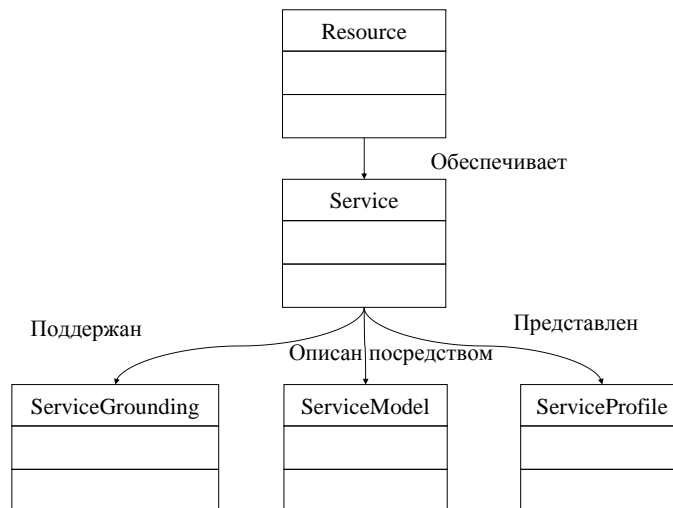 Resource
Обеспечивает
Service
Поддержан
Представлен
Описан посредством
ServiceGrounding
ServiceModel
ServiceProfile